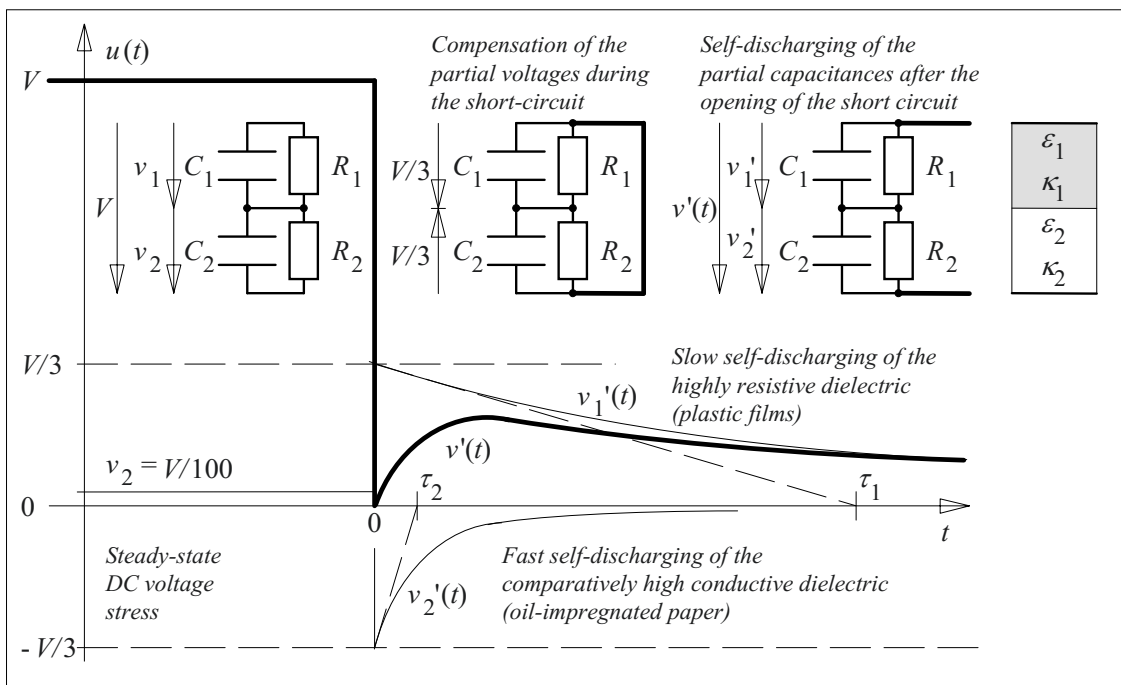 u(t)
V
Compensation of the
partial voltages during
the short-circuit
Self-discharging of the
partial capacitances after the
opening of the short circuit
V
v1
C1
R1
v2
C2
R2
V/3
C1
R1
V/3
C2
R2
v'(t)
v1'
C1
R1
v2'
C2
R2
ε1
κ1
ε2
κ2
V/3
Slow self-discharging of the
highly resistive dielectric
(plastic films)
v1'(t)
v'(t)
v2 = V/100
τ2
τ1
0
0
t
Steady-state
DC voltage
stress
Fast self-discharging of the
comparatively high conductive dielectric
(oil-impregnated paper)
v2'(t)
- V/3